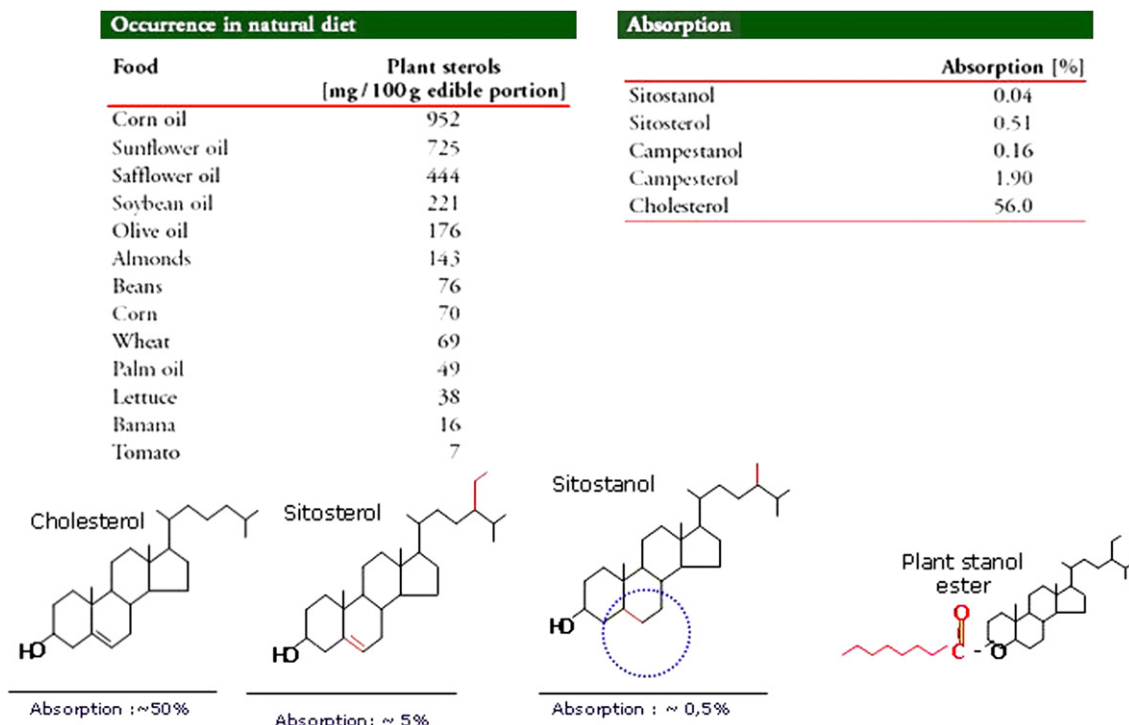 Occurrence in natural diet
Food Plant sterols
[mg/100g edible portion]
Corn oil 952
Sunflower oil 725
Safflower oil 444
Soybean oil 221
Olive oil 176
Almonds 143
Beans 76
Corn 70
Wheat 69
Palm oil 49
Lettuce 38
Banana 16
Tomato 7
Absorption
Absorption [%]
Sitostanol 0.04
Sitosterol 0.51
Campestanol 0.16
Campesterol 1.90
Cholesterol 56.0
Cholesterol
HO
Absorption :~50%
Sitosterol
HO
Absorption: ~ 5%
Sitostanol
HO
Absorption : ~ 0,5%
Plant stanol
ester
O
C - O